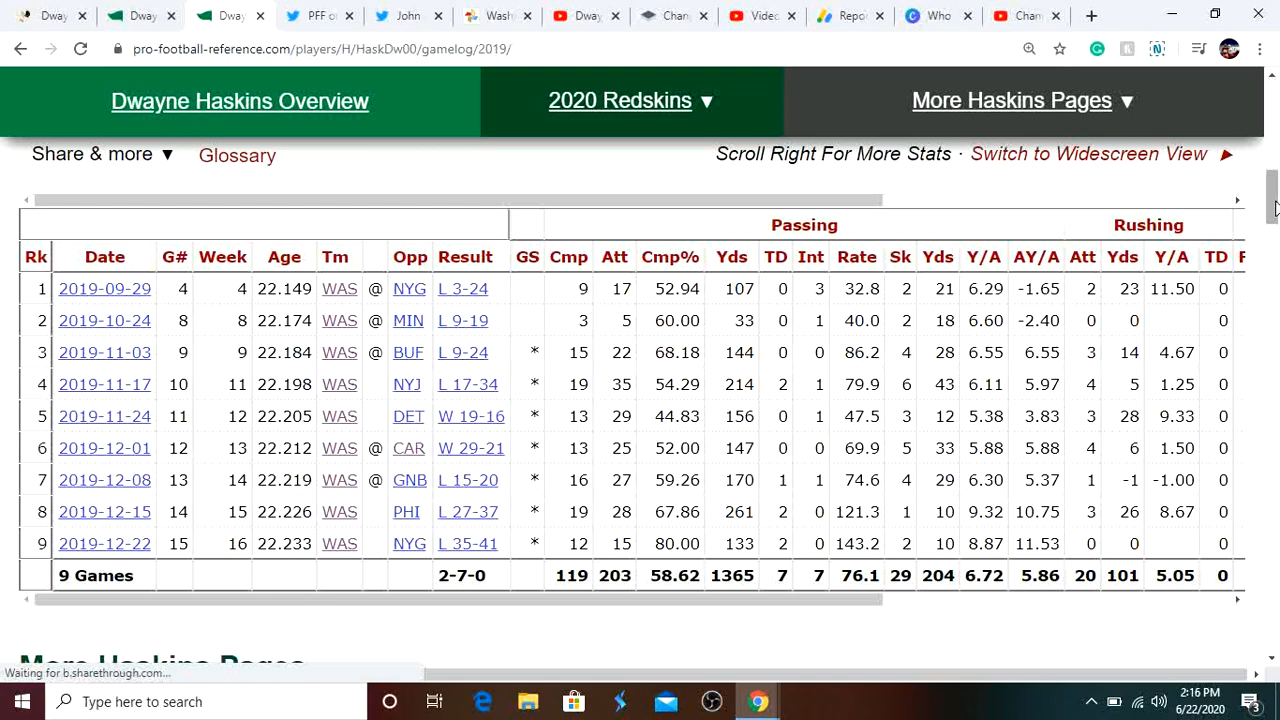 Dway
Dway
Dway
PFF or
John
Wash
Dway
Chan
Video
Repo
Who
Chan
pro-football-reference.com/players/H/HaskDw00/gamelog/2019/
Dwayne Haskins Overview 2020 Redskins ▼ More Haskins Pages ▼
Share & more ▼ Glossary Scroll Right For More Stats · Switch to Widescreen View ►
Passing Rushing
Rk Date G# Week Age Tm Opp Result GS Cmp Att Cmp% Yds TD Int Rate Sk Yds Y/A AY/A Att Yds Y/A TD F
1 2019-09-29 4 4 22.149 WAS @ NYG L 3-24 9 17 52.94 107 0 3 32.8 2 21 6.29 -1.65 2 23 11.50 0
2 2019-10-24 8 8 22.174 WAS @ MIN L 9-19 3 5 60.00 33 0 1 40.0 2 18 6.60 -2.40 0 0 0
3 2019-11-03 9 9 22.184 WAS @ BUF L 9-24 * 15 22 68.18 144 0 0 86.2 4 28 6.55 6.55 3 14 4.67 0
4 2019-11-17 10 11 22.198 WAS NYJ L 17-34 * 19 35 54.29 214 2 1 79.9 6 43 6.11 5.97 4 5 1.25 0
5 2019-11-24 11 12 22.205 WAS DET W 19-16 * 13 29 44.83 156 0 1 47.5 3 12 5.38 3.83 3 28 9.33 0
6 2019-12-01 12 13 22.212 WAS @ CAR W 29-21 * 13 25 52.00 147 0 0 69.9 5 33 5.88 5.88 4 6 1.50 0
7 2019-12-08 13 14 22.219 WAS @ GNB L 15-20 * 16 27 59.26 170 1 1 74.6 4 29 6.30 5.37 1 -1 -1.00 0
8 2019-12-15 14 15 22.226 WAS PHI L 27-37 * 19 28 67.86 261 2 0 121.3 1 10 9.32 10.75 3 26 8.67 0
9 2019-12-22 15 16 22.233 WAS NYG L 35-41 * 12 15 80.00 133 2 0 143.2 2 10 8.87 11.53 0 0 0
9 Games 2-7-0 119 203 58.62 1365 7 7 76.1 29 204 6.72 5.86 20 101 5.05 0
More Haskins Pages
Waiting for b.sharethrough.com...
Type here to search
2:16 PM
6/22/2020
3